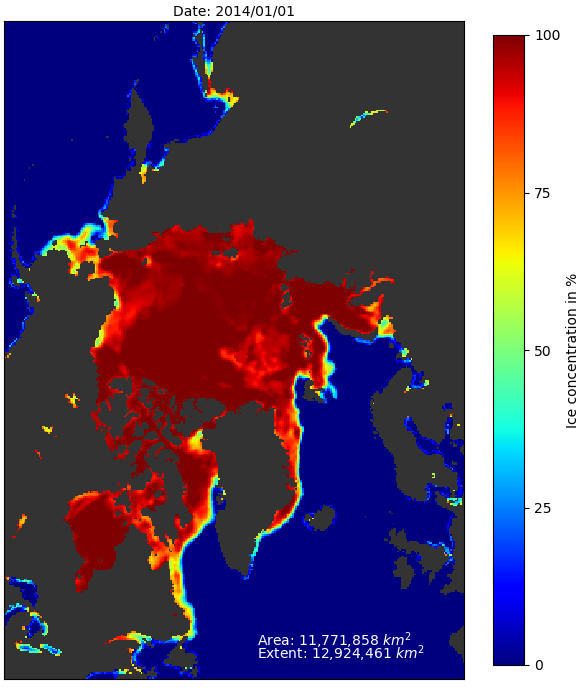 Date: 2014/01/01
100
75
50
25
0
Ice concentration in %
Area: 11,771,858 km²
Extent: 12,924,461 km²